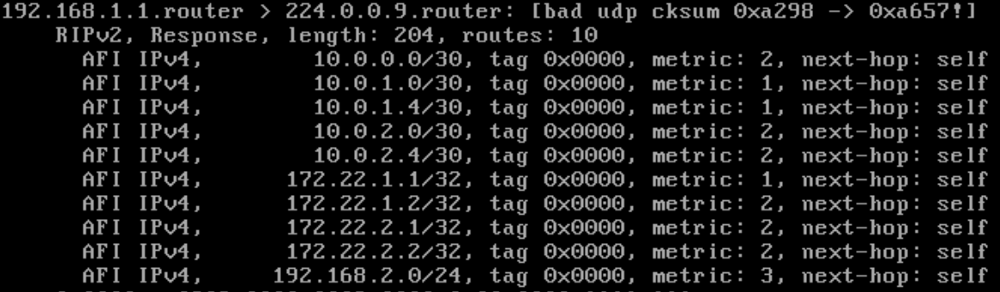 192.168.1.1.router > 224.0.0.9.router: [bad udp cksum 0xa298 -> 0xa657!]
RIPv2, Response, length: 204, routes: 10
AFI IPv4, 10.0.0.0/30, tag 0x0000, metric: 2, next-hop: self
AFI IPv4, 10.0.1.0/30, tag 0x0000, metric: 1, next-hop: self
AFI IPv4, 10.0.1.4/30, tag 0x0000, metric: 1, next-hop: self
AFI IPv4, 10.0.2.0/30, tag 0x0000, metric: 2, next-hop: self
AFI IPv4, 10.0.2.4/30, tag 0x0000, metric: 2, next-hop: self
AFI IPv4, 172.22.1.1/32, tag 0x0000, metric: 1, next-hop: self
AFI IPv4, 172.22.1.2/32, tag 0x0000, metric: 2, next-hop: self
AFI IPv4, 172.22.2.1/32, tag 0x0000, metric: 2, next-hop: self
AFI IPv4, 172.22.2.2/32, tag 0x0000, metric: 2, next-hop: self
AFI IPv4, 192.168.2.0/24, tag 0x0000, metric: 3, next-hop: self